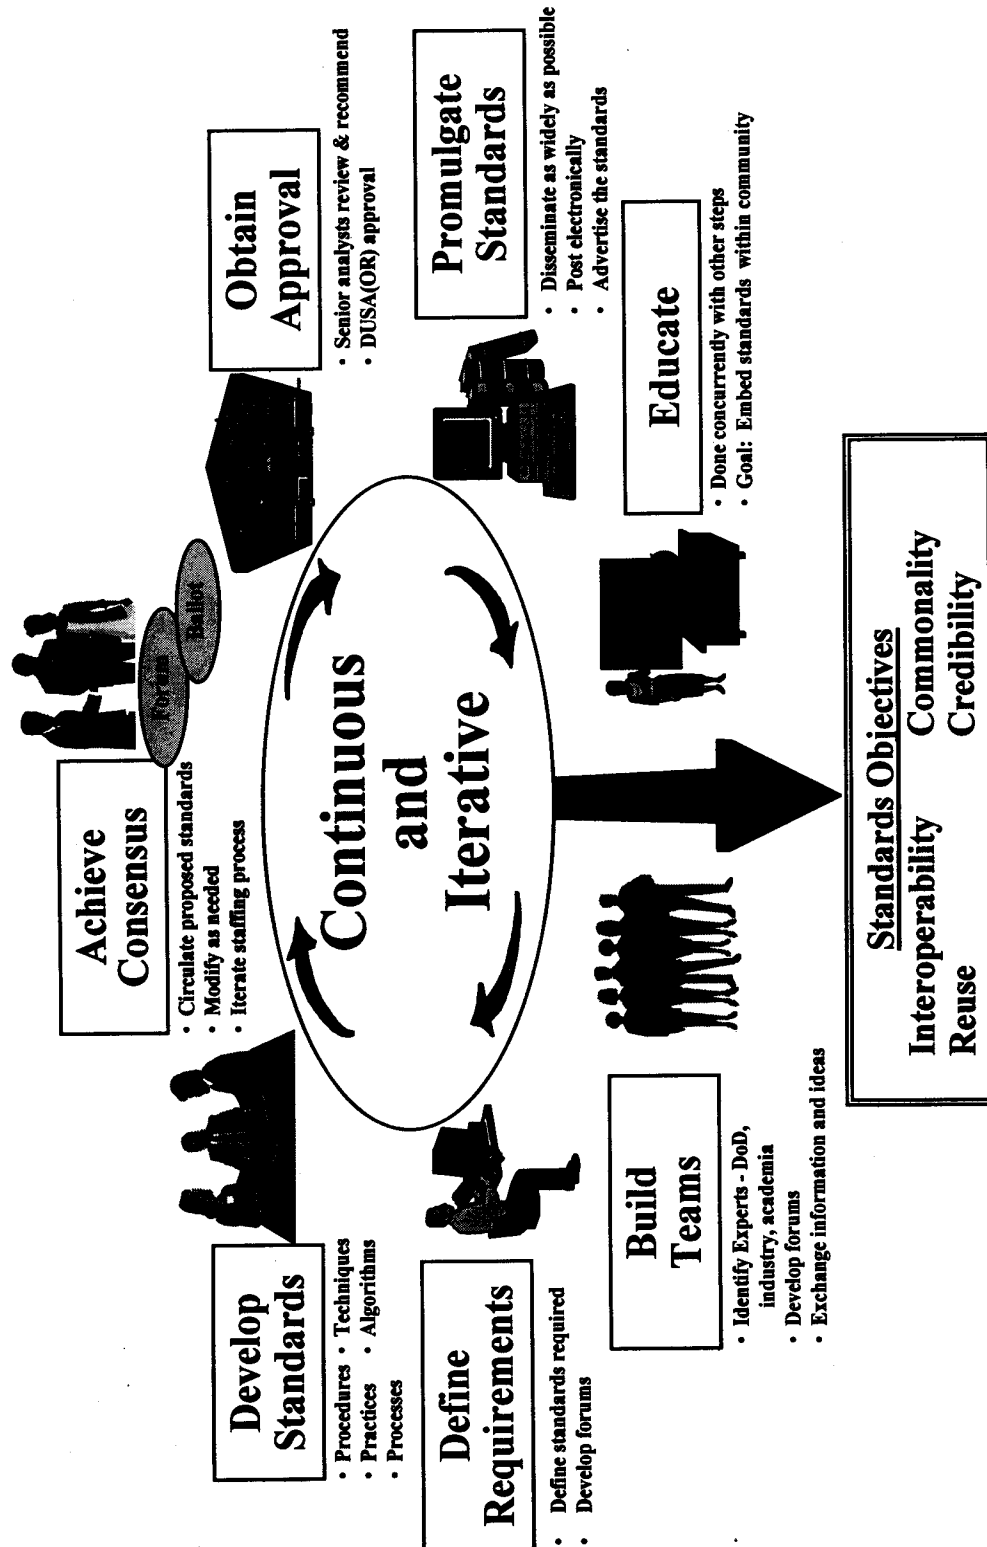 Achieve
Consensus
• Circulate proposed standards
• Modify as needed
• Iterate staffing process
Forum
Ballot
Develop
Standards
• Procedures • Techniques
• Practices • Algorithms
• Processes
Obtain
Approval
• Senior analysts review & recommend
• DUSA(OR) approval
Continuous
and
Iterative
Define
Requirements
• Define standards required
• Develop forums
Promulgate
Standards
• Disseminate as widely as possible
• Post electronically
• Advertise the standards
Build
Teams
• Identify Experts - DoD,
industry, academia
• Develop forums
• Exchange information and ideas
Educate
• Done concurrently with other steps
• Goal: Embed standards within community
Standards Objectives
Interoperability Commonality
Reuse Credibility